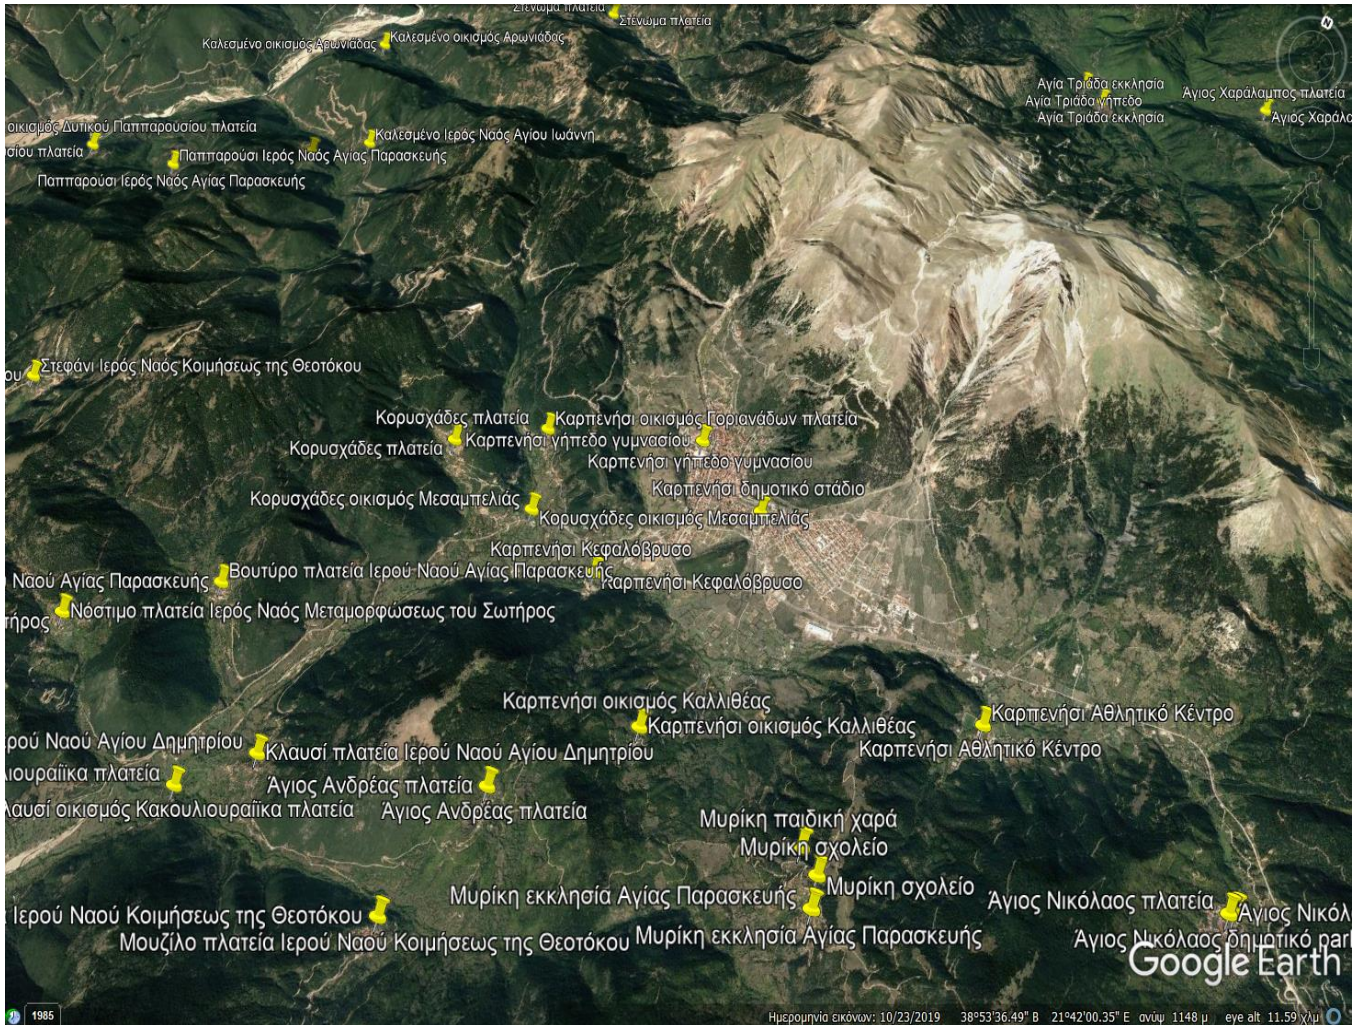 Στένωμα πλατεία
Στένωμα πλατεία
Καλεσμένο οικισμός Αρωνιάδας
Καλεσμένο οικισμός Αρωνιάδας
Αγία Τριάδα εκκλησία
Αγία Τριάδα γήπεδο
Αγία Τριάδα εκκλησία
Άγιος Χαράλαμπος πλατεία
Άγιος Χαράλα
οικισμός Δυτικού Παππαρουσίου πλατεία
σίου πλατεία
Καλεσμένο Ιερός Ναός Αγίου Ιωάννη
Παππαρούσι Ιερός Ναός Αγίας Παρασκευής
Παππαρούσι Ιερός Ναός Αγίας Παρασκευής
ου
Στεφάνι Ιερός Ναός Κοιμήσεως της Θεοτόκου
Κορυσχάδες πλατεία
Καρπενήσι οικισμός Γοριανάδων πλατεία
Κορυσχάδες πλατεία
Καρπενήσι γήπεδο γυμνασίου
Καρπενήσι γήπεδο γυμνασίου
Καρπενήσι δημοτικό στάδιο
Κορυσχάδες οικισμός Μεσαμπελιάς
Κορυσχάδες οικισμός Μεσαμπελιάς
Καρπενήσι Κεφαλόβρυσο
Καρπενήσι Κεφαλόβρυσο
Ναού Αγίας Παρασκευής
Βουτύρο πλατεία Ιερού Ναού Αγίας Παρασκευής
τήρος
Νόστιμο πλατεία Ιερός Ναός Μεταμορφώσεως του Σωτήρος
Καρπενήσι οικισμός Καλλιθέας
Καρπενήσι οικισμός Καλλιθέας
Καρπενήσι Αθλητικό Κέντρο
Καρπενήσι Αθλητικό Κέντρο
ρού Ναού Αγίου Δημητρίου
Κλαυσί πλατεία Ιερού Ναού Αγίου Δημητρίου
λιουραίϊκα πλατεία
λαυσί οικισμός Κακουλιουραίϊκα πλατεία
Άγιος Ανδρέας πλατεία
Άγιος Ανδρέας πλατεία
Μυρίκη παιδική χαρά
Μυρίκη σχολείο
Μυρίκη σχολείο
Μυρίκη εκκλησία Αγίας Παρασκευής
Μυρίκη εκκλησία Αγίας Παρασκευής
Ιερού Ναού Κοιμήσεως της Θεοτόκου
Μουζίλο πλατεία Ιερού Ναού Κοιμήσεως της Θεοτόκου
Άγιος Νικόλαος πλατεία
Άγιος Νικόλ
Άγιος Νικόλαος δημοτικό park
Google Earth
1985
Ημερομηνία εικόνων: 10/23/2019 38°53'36.49" Β 21°42'00.35" Ε ανύψ 1148 μ eye alt 11.59 χλμ